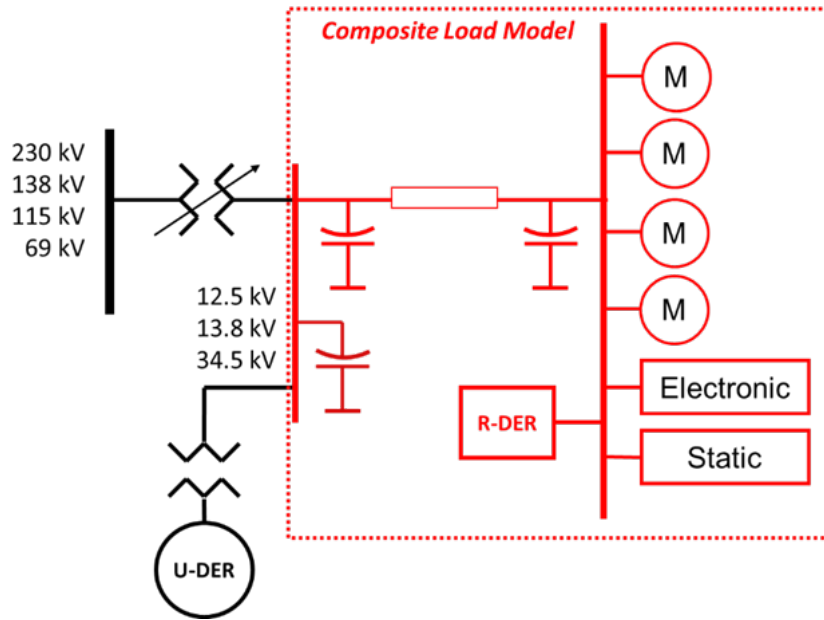 Composite Load Model
230 kV
138 kV
115 kV
69 kV
12.5 kV
13.8 kV
34.5 kV
M
M
M
M
Electronic
R-DER
Static
U-DER